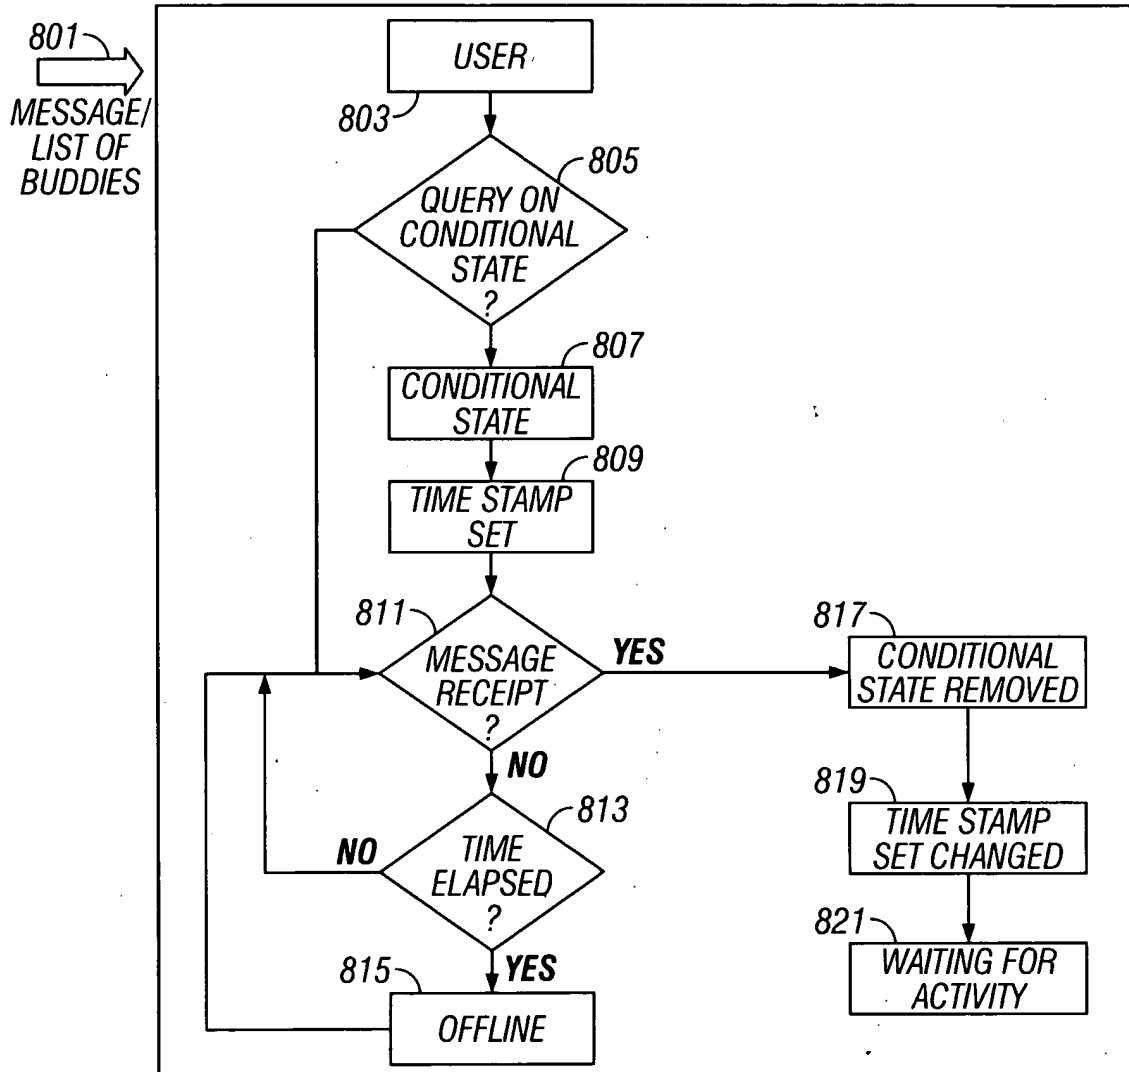 801
MESSAGE/
LIST OF
BUDDIES
USER
803
805
QUERY ON
CONDITIONAL
STATE
?
807
CONDITIONAL
STATE
809
TIME STAMP
SET
811
MESSAGE
RECEIPT
?
YES
NO
813
TIME
ELAPSED
?
NO
YES
815
OFFLINE
817
CONDITIONAL
STATE REMOVED
819
TIME STAMP
SET CHANGED
821
WAITING FOR
ACTIVITY